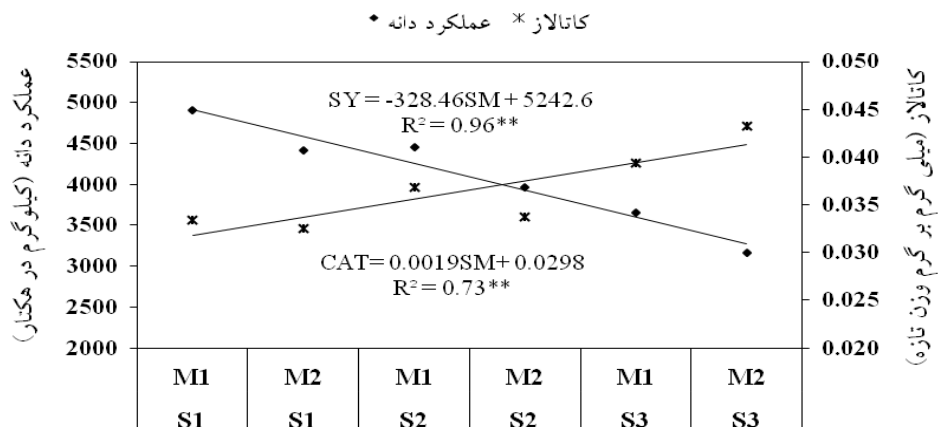 عملکرد دانه * کاتالاز
عملکرد دانه (کیلوگرم در هکتار)
5500
5000
4500
4000
3500
3000
2500
2000
SY = -328.46SM + 5242.6
R² = 0.96**
CAT= 0.0019SM+ 0.0298
R² = 0.73**
0.050
0.045
0.040
0.035
0.030
0.025
0.020
کاتالاز (میلی گرم بر گرم وزن تازه)
M1 M2 M1 M2 M1 M2
S1 S1 S2 S2 S3 S3